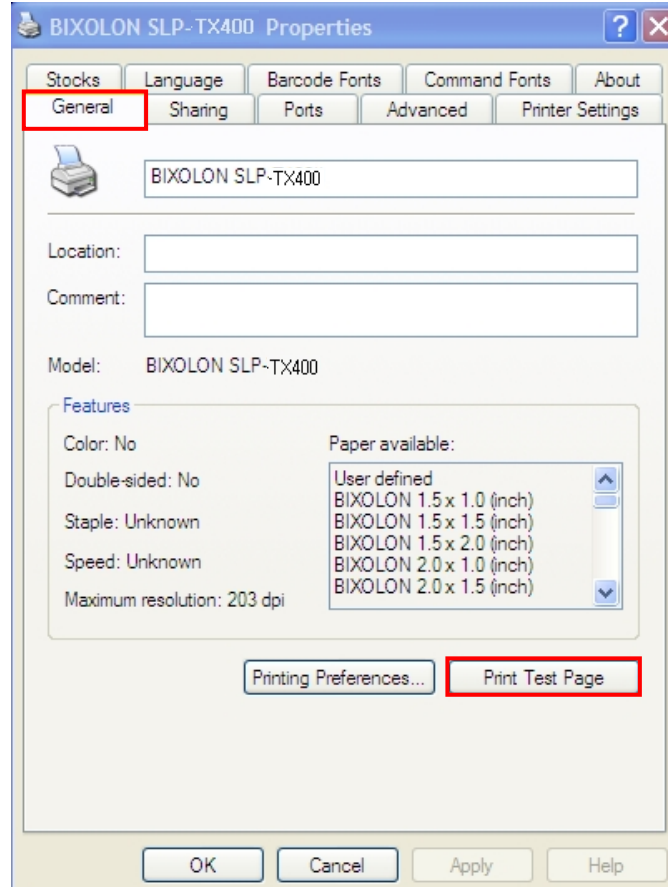 BIXOLON SLP-TX400 Properties
Stocks Language Barcode Fonts Command Fonts About
General Sharing Ports Advanced Printer Settings
BIXOLON SLP-TX400
Location:
Comment:
Model: BIXOLON SLP-TX400
Features
Color: No
Double-sided: No
Staple: Unknown
Speed: Unknown
Maximum resolution: 203 dpi
Paper available:
User defined
BIXOLON 1.5 x 1.0 (inch)
BIXOLON 1.5 x 1.5 (inch)
BIXOLON 1.5 x 2.0 (inch)
BIXOLON 2.0 x 1.0 (inch)
BIXOLON 2.0 x 1.5 (inch)
Printing Preferences... Print Test Page
OK Cancel Apply Help